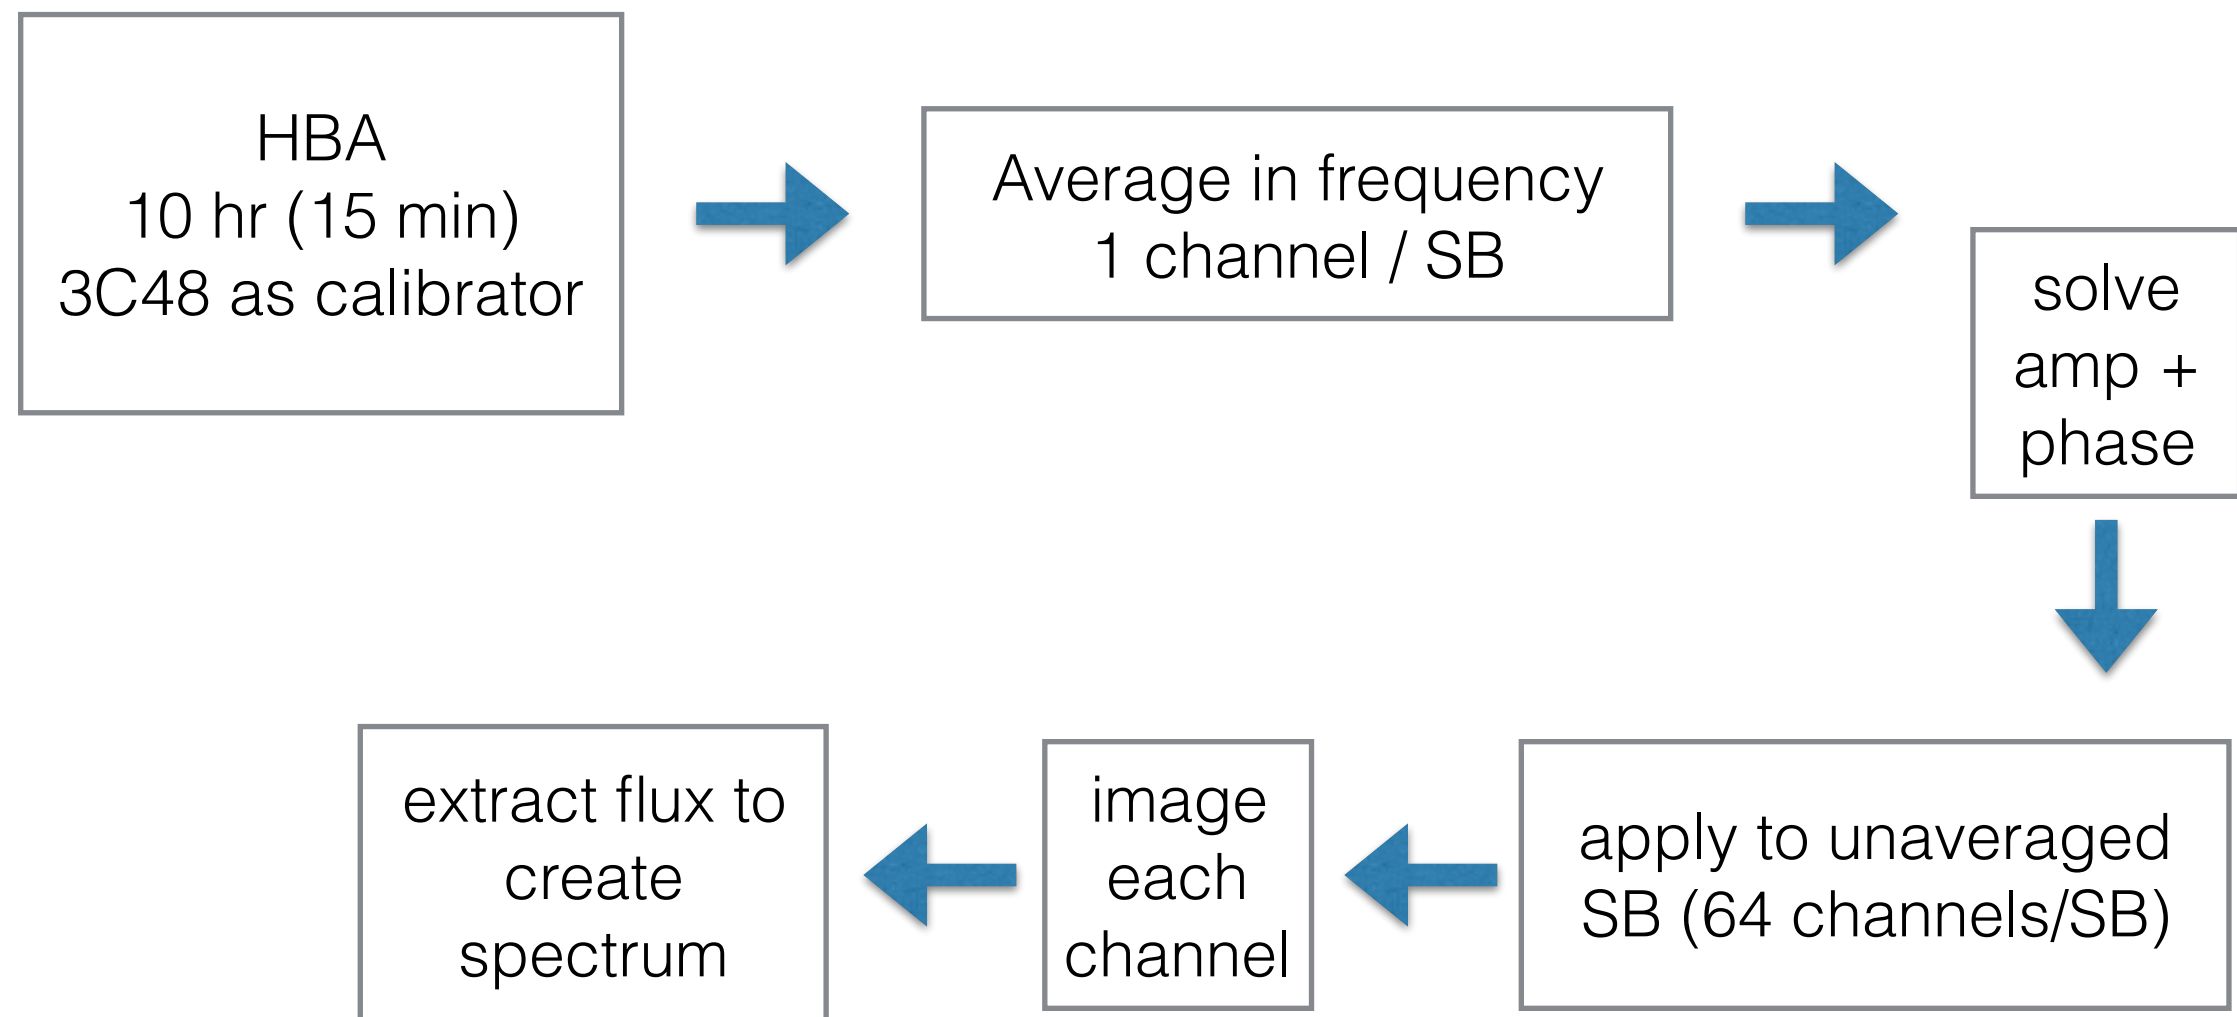 HBA
10 hr (15 min)
3C48 as calibrator
Average in frequency
1 channel / SB
solve
amp +
phase
apply to unaveraged
SB (64 channels/SB)
image
each
channel
extract flux to
create
spectrum